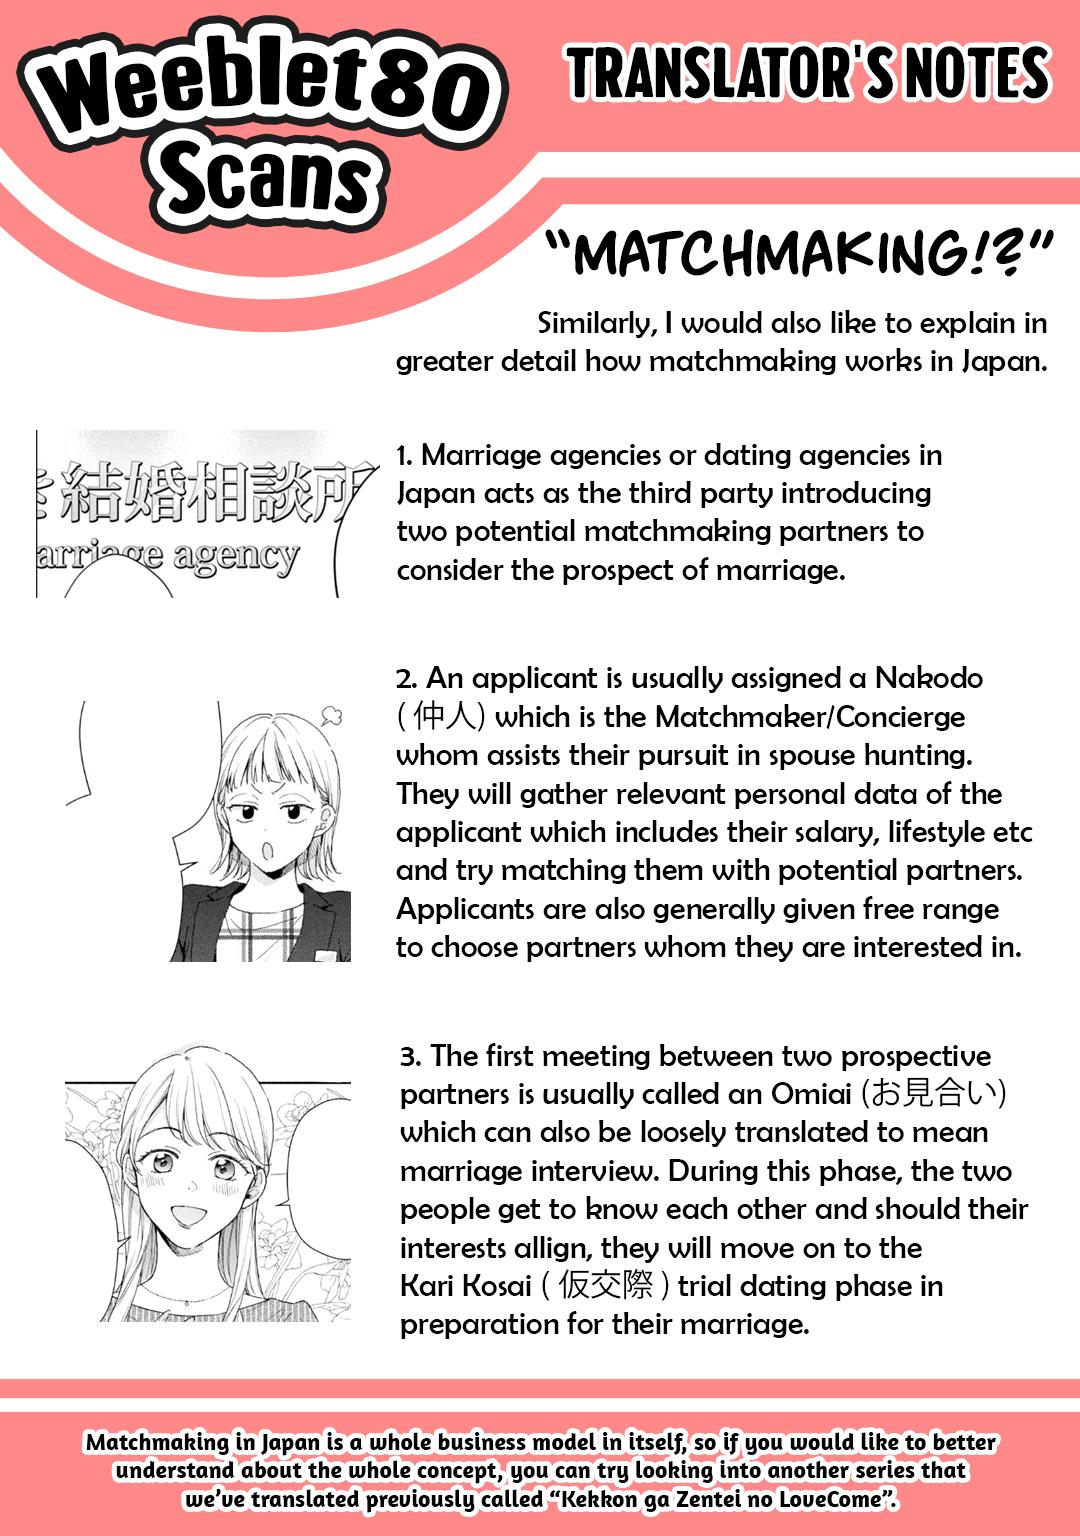 Weeblet80
Scans
TRANSLATOR'S NOTES
"MATCHMAKING!?"
Similarly, I would also like to explain in
greater detail how matchmaking works in Japan.
き結婚相談所
arriage agency
1. Marriage agencies or dating agencies in
Japan acts as the third party introducing
two potential matchmaking partners to
consider the prospect of marriage.
2. An applicant is usually assigned a Nakodo
( 仲人) which is the Matchmaker/Concierge
whom assists their pursuit in spouse hunting.
They will gather relevant personal data of the
applicant which includes their salary, lifestyle etc
and try matching them with potential partners.
Applicants are also generally given free range
to choose partners whom they are interested in.
3. The first meeting between two prospective
partners is usually called an Omiai (お見合い)
which can also be loosely translated to mean
marriage interview. During this phase, the two
people get to know each other and should their
interests allign, they will move on to the
Kari Kosai ( 仮交際 ) trial dating phase in
preparation for their marriage.
Matchmaking in Japan is a whole business model in itself, so if you would like to better
understand about the whole concept, you can try looking into another series that
we've translated previously called "Kekkon ga Zentei no LoveCome".